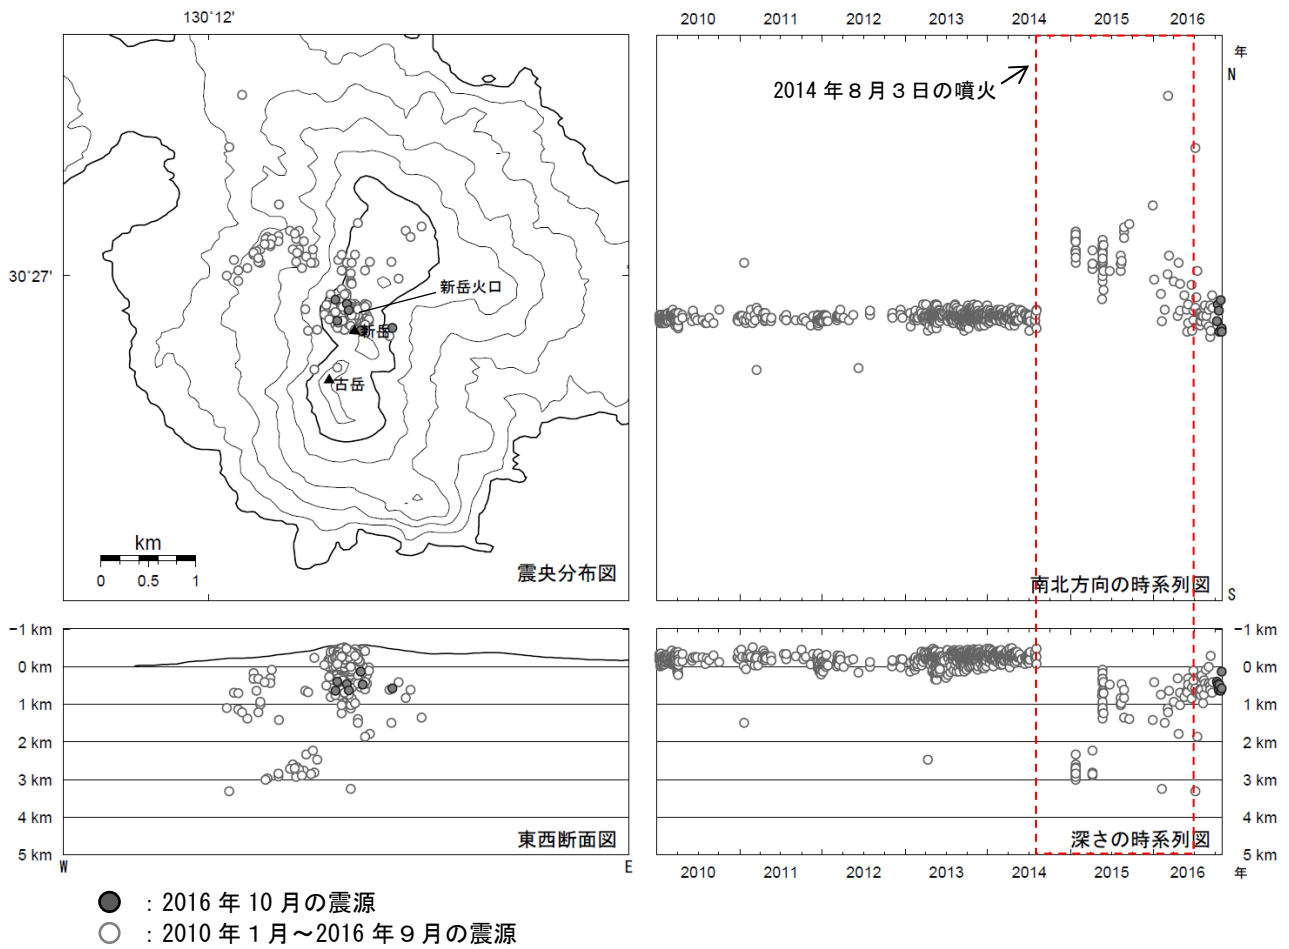 130°12'
30°27'
新岳火口
新岳
古岳
km
0 0.5 1
震央分布図
2010 2011 2012 2013 2014 2015 2016
年
N
2014年8月3日の噴火
南北方向の時系列図
S
-1 km
0 km
1 km
2 km
3 km
4 km
5 km
東西断面図
W E
-1 km
0 km
1 km
2 km
3 km
4 km
5 km
深さの時系列図
2010 2011 2012 2013 2014 2015 2016 年
：2016年10月の震源
：2010年1月～2016年9月の震源